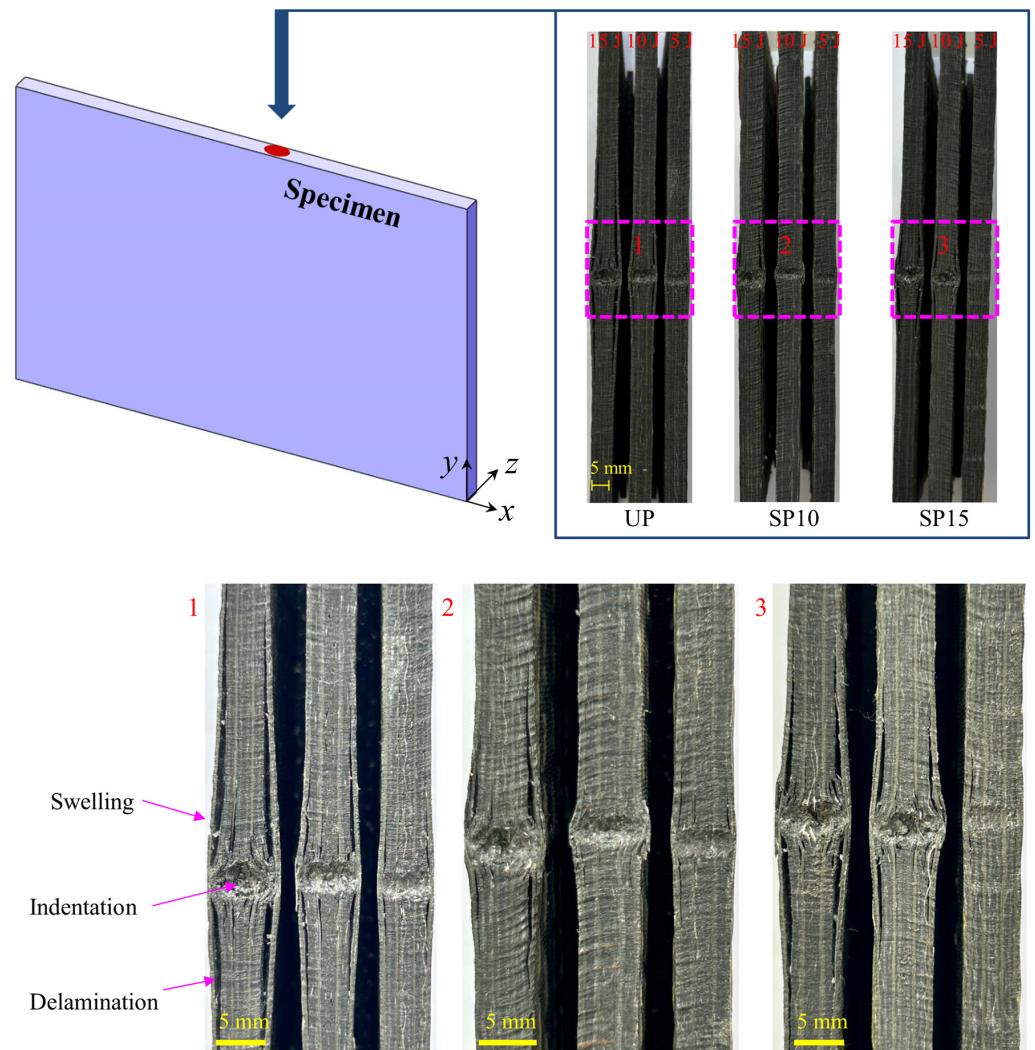 15 J 10 J 5 J
15 J 10 J 5 J
15 J 10 J 5 J
Specimen
1
2
3
y
z
x
5 mm
UP
SP10
SP15
1
2
3
Swelling
Indentation
Delamination
5 mm
5 mm
5 mm